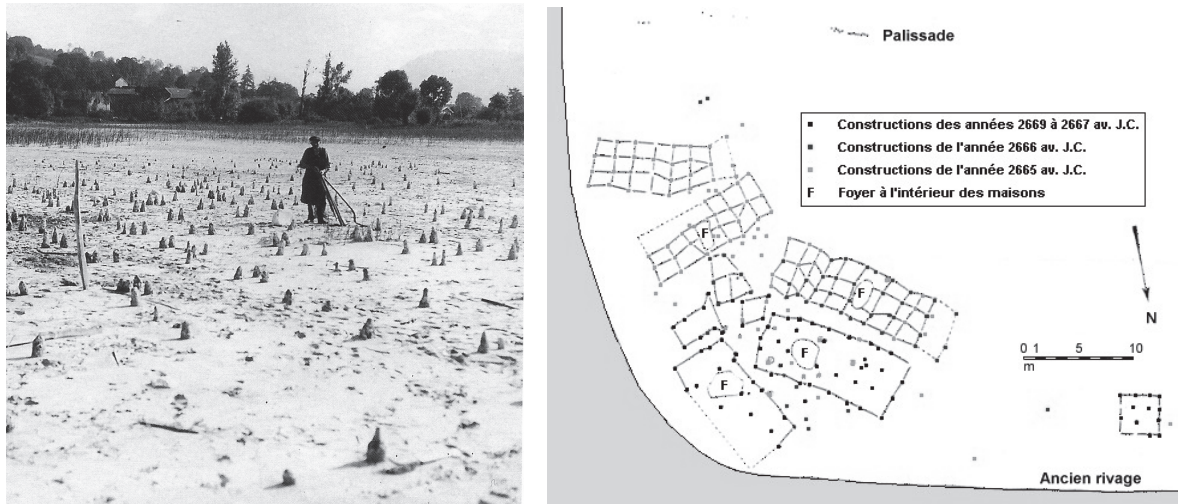 Palissade
Constructions des années 2669 à 2667 av. J.C.
Constructions de l'année 2666 av. J.C.
Constructions de l'année 2665 av. J.C.
F Foyer à l'intérieur des maisons
F
F
F
F
N
0 1 5 10
m
Ancien rivage